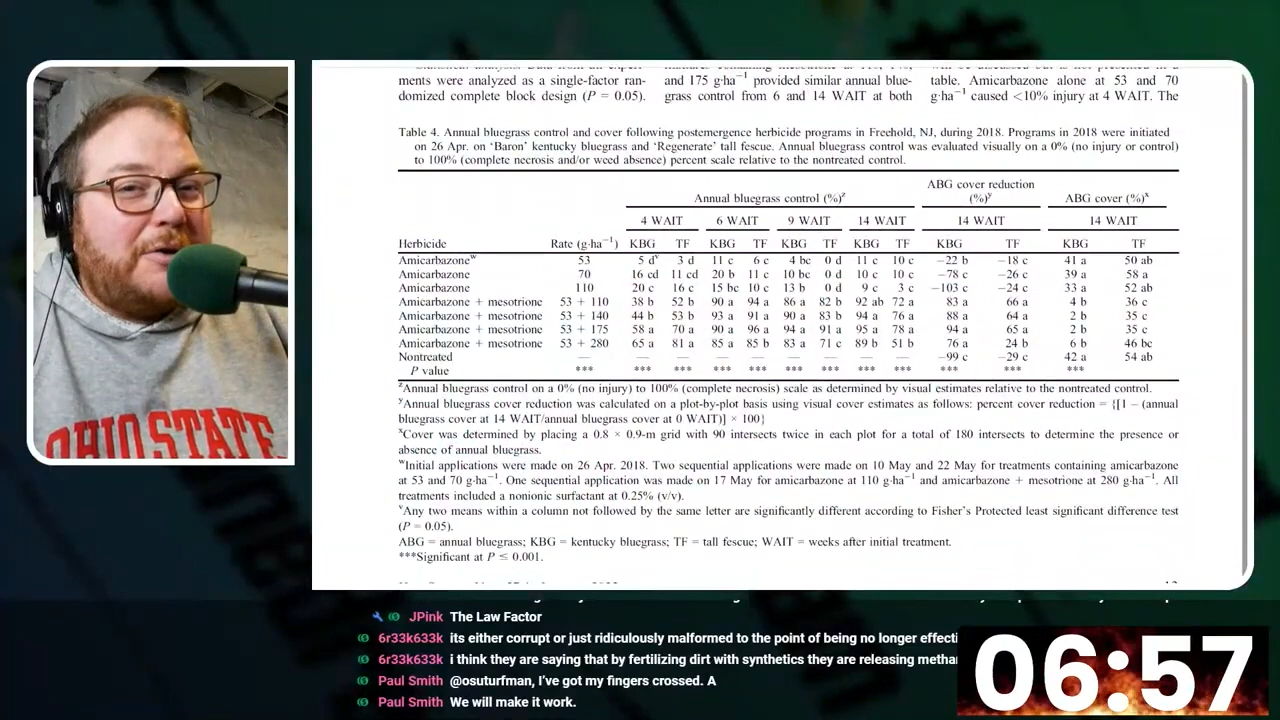 ments were analyzed as a single-factor ran-
domized complete block design (P = 0.05).
and 175 g·ha−1 provided similar annual blue-
grass control from 6 and 14 WAIT at both
table. Amicarbazone alone at 53 and 70
g·ha−1 caused <10% injury at 4 WAIT. The
Table 4. Annual bluegrass control and cover following postemergence herbicide programs in Freehold, NJ, during 2018. Programs in 2018 were initiated
on 26 Apr. on ‘Baron’ kentucky bluegrass and ‘Regenerate’ tall fescue. Annual bluegrass control was evaluated visually on a 0% (no injury or control)
to 100% (complete necrosis and/or weed absence) percent scale relative to the nontreated control.
Annual bluegrass control (%)z ABG cover reduction (%)y ABG cover (%)x
4 WAIT 6 WAIT 9 WAIT 14 WAIT 14 WAIT 14 WAIT
Herbicide Rate (g·ha−1) KBG TF KBG TF KBG TF KBG TF KBG TF KBG TF
Amicarbazonew 53 5 dv 3 d 11 c 6 c 4 bc 0 d 11 c 10 c −22 b −18 c 41 a 50 ab
Amicarbazone 70 16 cd 11 cd 20 b 11 c 10 bc 0 d 10 c 10 c −78 c −26 c 39 a 58 a
Amicarbazone 110 20 c 16 c 15 bc 10 c 13 b 0 d 9 c 3 c −103 c −24 c 33 a 52 ab
Amicarbazone + mesotrione 53 + 110 38 b 52 b 90 a 94 a 86 a 82 b 92 ab 72 a 83 a 66 a 4 b 36 c
Amicarbazone + mesotrione 53 + 140 44 b 53 b 93 a 91 a 90 a 83 b 94 a 76 a 88 a 64 a 2 b 35 c
Amicarbazone + mesotrione 53 + 175 58 a 70 a 90 a 96 a 94 a 91 a 95 a 78 a 94 a 65 a 2 b 35 c
Amicarbazone + mesotrione 53 + 280 65 a 81 a 85 a 85 b 83 a 71 c 89 b 51 b 76 a 24 b 6 b 46 bc
Nontreated — — — — — — — — — −99 c −29 c 42 a 54 ab
P value *** *** *** *** *** *** *** *** *** *** ***
zAnnual bluegrass control on a 0% (no injury) to 100% (complete necrosis) scale as determined by visual estimates relative to the nontreated control.
yAnnual bluegrass cover reduction was calculated on a plot-by-plot basis using visual cover estimates as follows: percent cover reduction = {[1 − (annual
bluegrass cover at 14 WAIT/annual bluegrass cover at 0 WAIT)] × 100}
xCover was determined by placing a 0.8 × 0.9-m grid with 90 intersects twice in each plot for a total of 180 intersects to determine the presence or
absence of annual bluegrass.
wInitial applications were made on 26 Apr. 2018. Two sequential applications were made on 10 May and 22 May for treatments containing amicarbazone
at 53 and 70 g·ha−1. One sequential application was made on 17 May for amicarbazone at 110 g·ha−1 and amicarbazone + mesotrione at 280 g·ha−1. All
treatments included a nonionic surfactant at 0.25% (v/v).
vAny two means within a column not followed by the same letter are significantly different according to Fisher's Protected least significant difference test
(P = 0.05).
ABG = annual bluegrass; KBG = kentucky bluegrass; TF = tall fescue; WAIT = weeks after initial treatment.
***Significant at P ≤ 0.001.
OHIO STATE
JPink The Law Factor
6r33k633k its either corrupt or just ridiculously malformed to the point of being no longer effecti
6r33k633k i think they are saying that by fertilizing dirt with synthetics they are releasing metha
Paul Smith @osuturfman, I've got my fingers crossed. A
Paul Smith We will make it work.
06:57